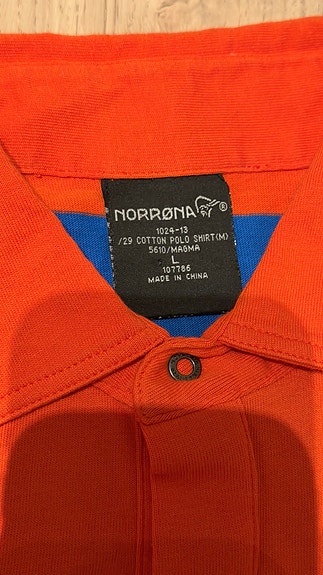 NORRØNA ®
1024-13
/29 COTTON POLO SHIRT(M)
5610/MAGMA
L
107786
MADE IN CHINA